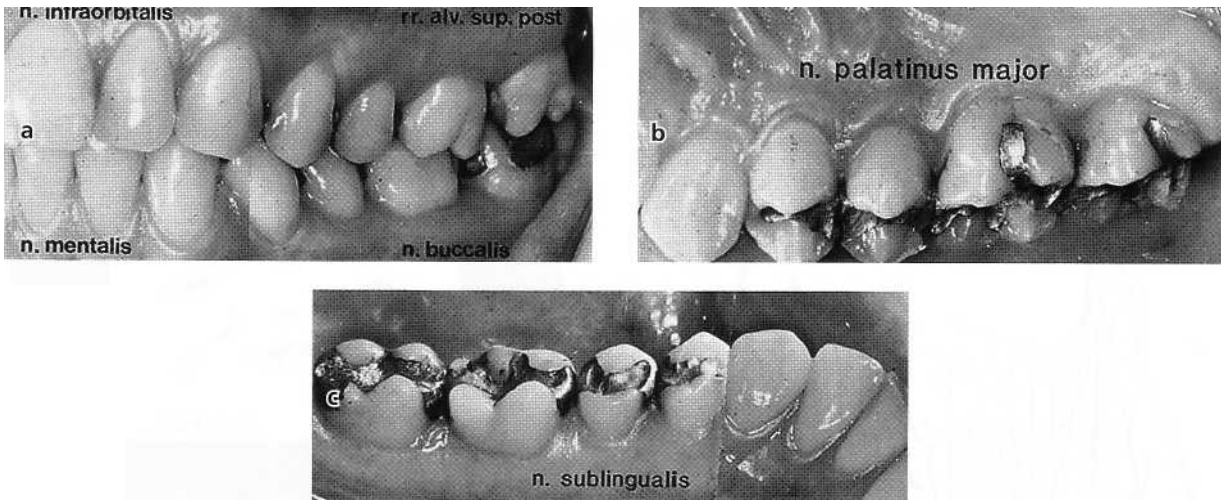 n. infraorbitalis
rr. alv. sup. post
a
n. mentalis
n. buccalis
n. palatinus major
b
c
n. sublingualis